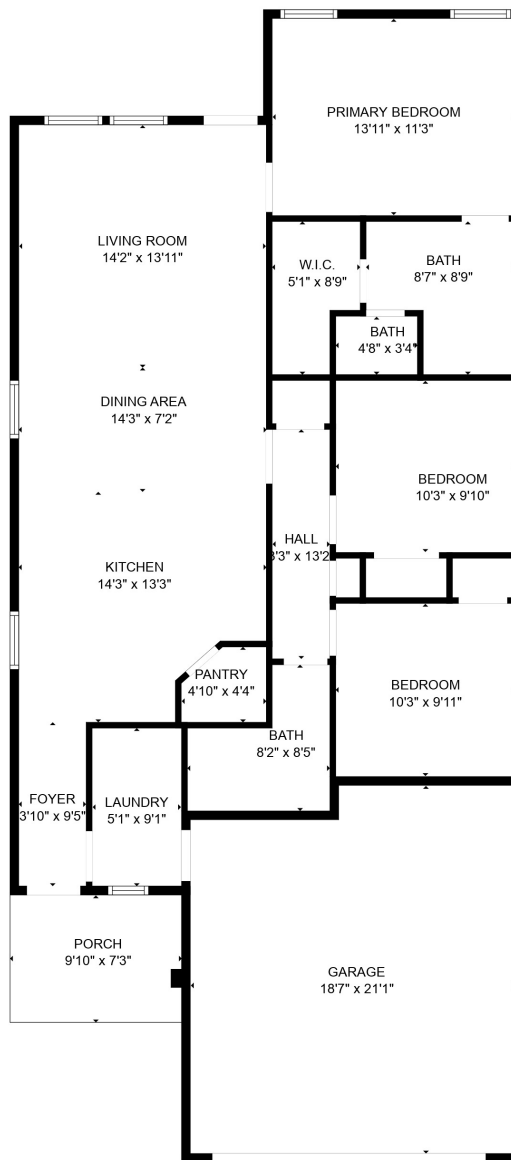 PRIMARY BEDROOM
13'11" x 11'3"
LIVING ROOM
14'2" x 13'11"
W.I.C.
5'1" x 8'9"
BATH
8'7" x 8'9"
BATH
4'8" x 3'4"
DINING AREA
14'3" x 7'2"
BEDROOM
10'3" x 9'10"
HALL
3'3" x 13'2
KITCHEN
14'3" x 13'3"
PANTRY
4'10" x 4'4"
BEDROOM
10'3" x 9'11"
BATH
8'2" x 8'5"
FOYER
3'10" x 9'5"
LAUNDRY
5'1" x 9'1"
PORCH
9'10" x 7'3"
GARAGE
18'7" x 21'1"